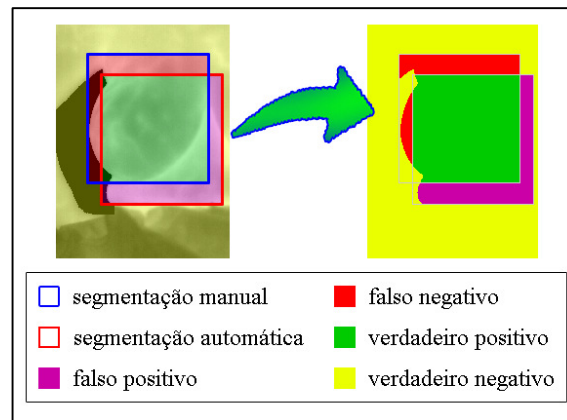 segmentação manual
segmentação automática
falso positivo
falso negativo
verdadeiro positivo
verdadeiro negativo